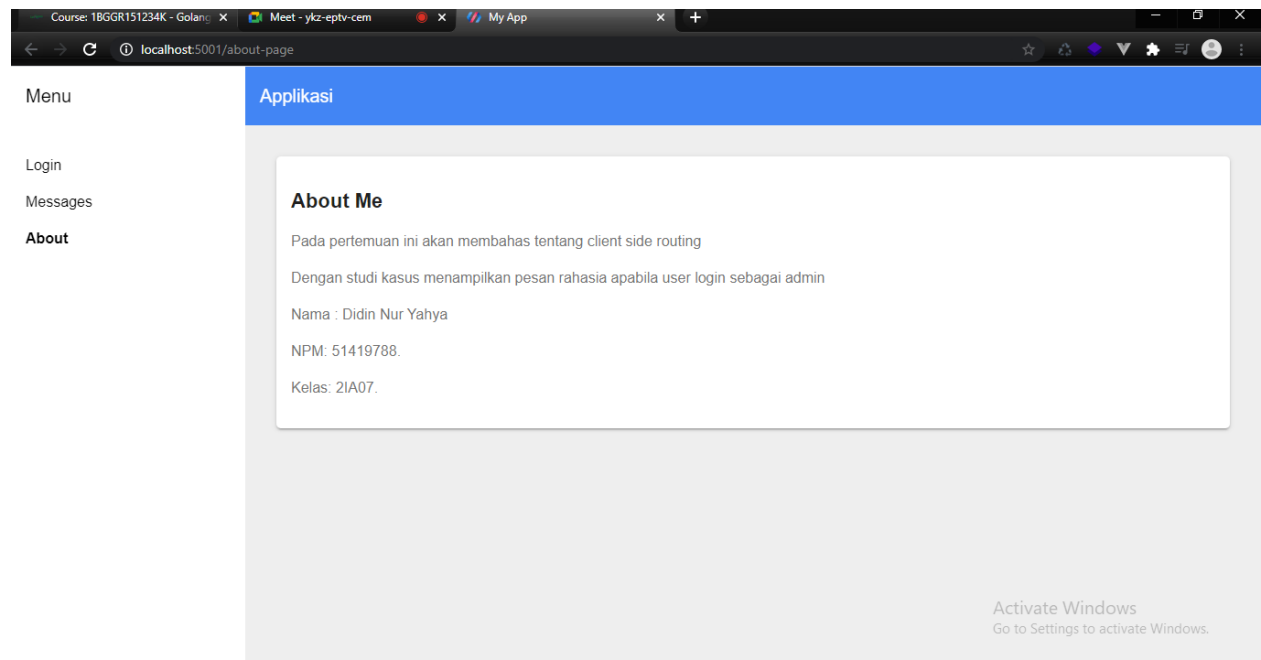 Course: 1BGGR151234K - Golang
Meet - ykz-eptv-cem
My App
localhost:5001/about-page
Menu
Applikasi
Login
Messages
About
About Me
Pada pertemuan ini akan membahas tentang client side routing
Dengan studi kasus menampilkan pesan rahasia apabila user login sebagai admin
Nama : Didin Nur Yahya
NPM: 51419788.
Kelas: 2IA07.
Activate Windows
Go to Settings to activate Windows.